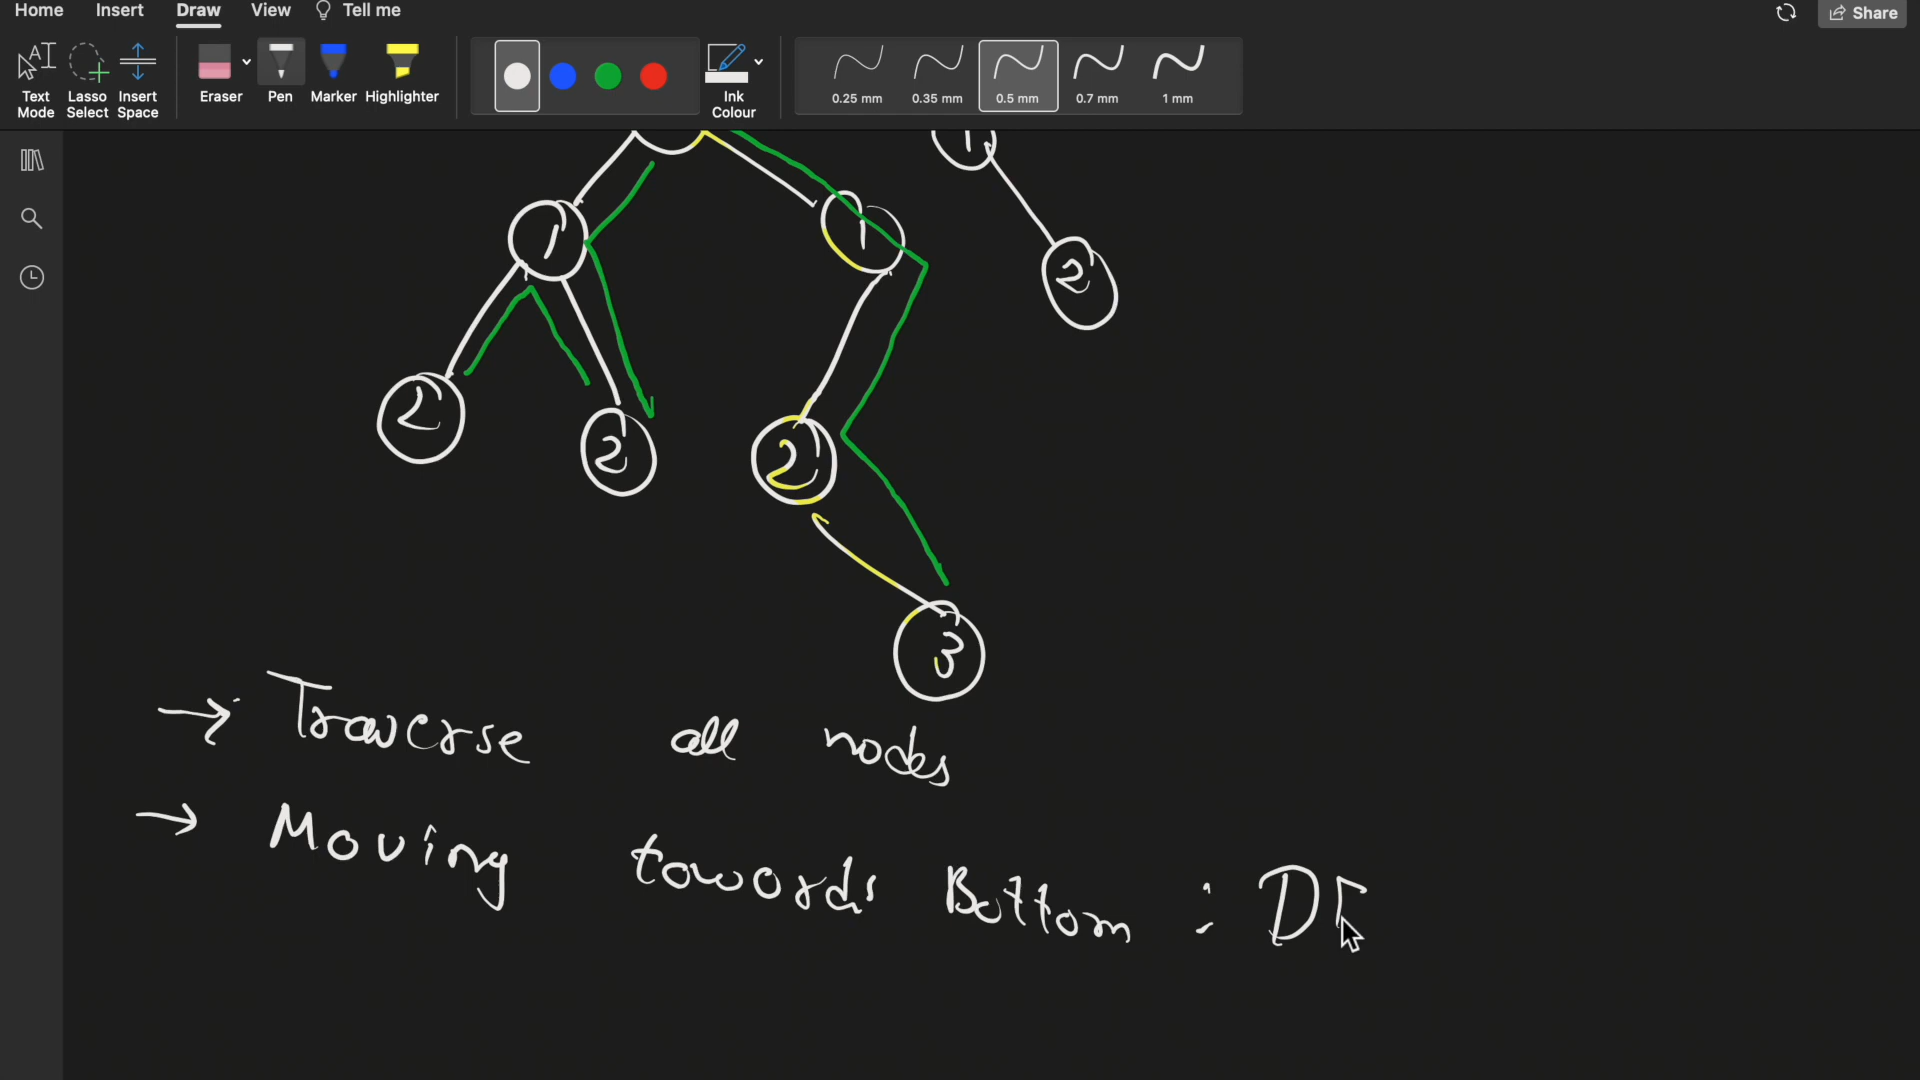 Home Insert Draw View Tell me Share
Text Mode Lasso Select Insert Space Eraser Pen Marker Highlighter Ink Colour 0.25 mm 0.35 mm 0.5 mm 0.7 mm 1 mm
1
1 1
2
2 2 2
3
→ Traverse all nodes
→ Moving towards Bottom : DF